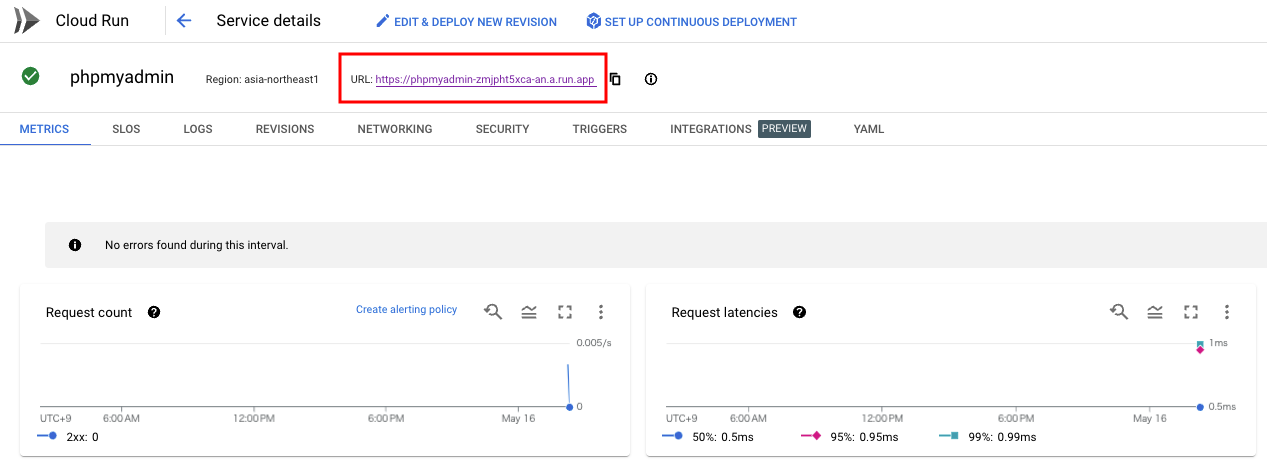 Cloud Run Service details EDIT & DEPLOY NEW REVISION SET UP CONTINUOUS DEPLOYMENT
phpmyadmin Region: asia-northeast1 URL: https://phpmyadmin-zmjpht5xca-an.a.run.app
METRICS SLOS LOGS REVISIONS NETWORKING SECURITY TRIGGERS INTEGRATIONS PREVIEW YAML
No errors found during this interval.
Request count Create alerting policy
0.005/s
0
UTC+9 6:00 AM 12:00 PM 6:00 PM May 16
2xx: 0
Request latencies
1ms
0.5ms
UTC+9 6:00 AM 12:00 PM 6:00 PM May 16
50%: 0.5ms 95%: 0.95ms 99%: 0.99ms